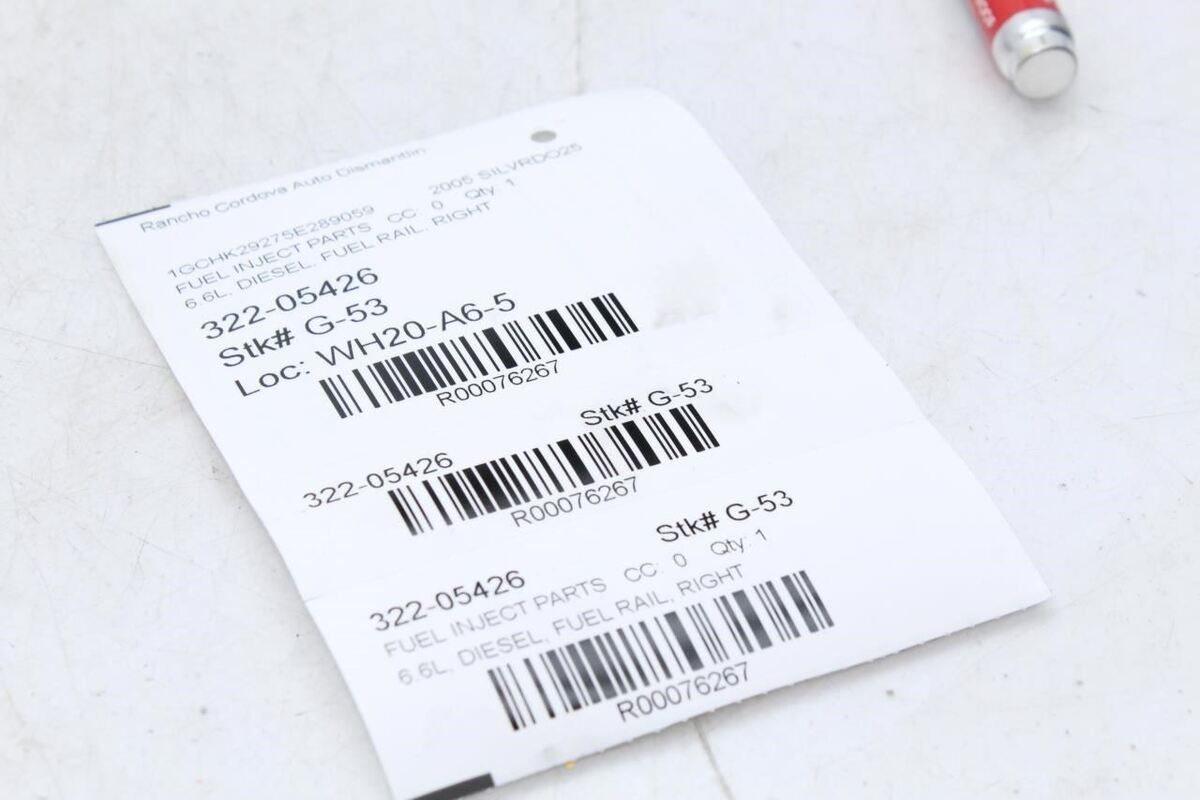 Rancho Cordova Auto Dismantlin
2005 SILVRDO25
1GCHK29275E289059
FUEL INJECT PARTS CC: 0 Qty: 1
6.6L, DIESEL, FUEL RAIL, RIGHT
322-05426
Stk# G-53
Loc: WH20-A6-5
R00076267
Stk# G-53
322-05426
R00076267
Stk# G-53
322-05426
FUEL INJECT PARTS CC: 0 Qty: 1
6.6L, DIESEL, FUEL RAIL, RIGHT
R00076267